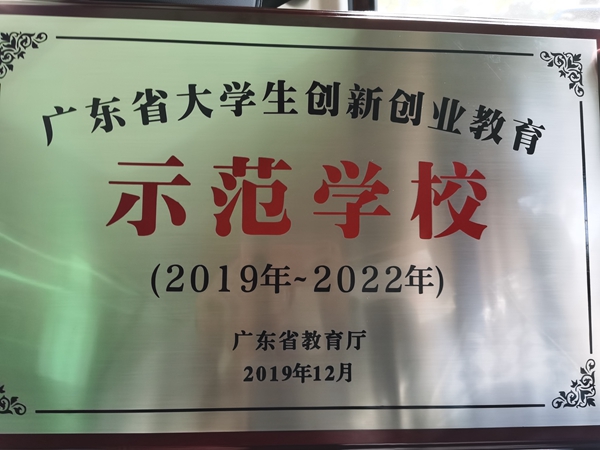 广东省大学生创新创业教育
示范学校
(2019年~2022年)
广东省教育厅
2019年12月